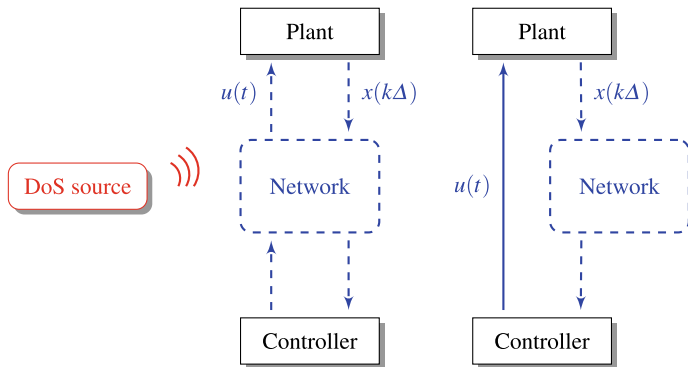 Plant
Plant
u(t)
x(kΔ)
x(kΔ)
DoS source
Network
u(t)
Network
Controller
Controller